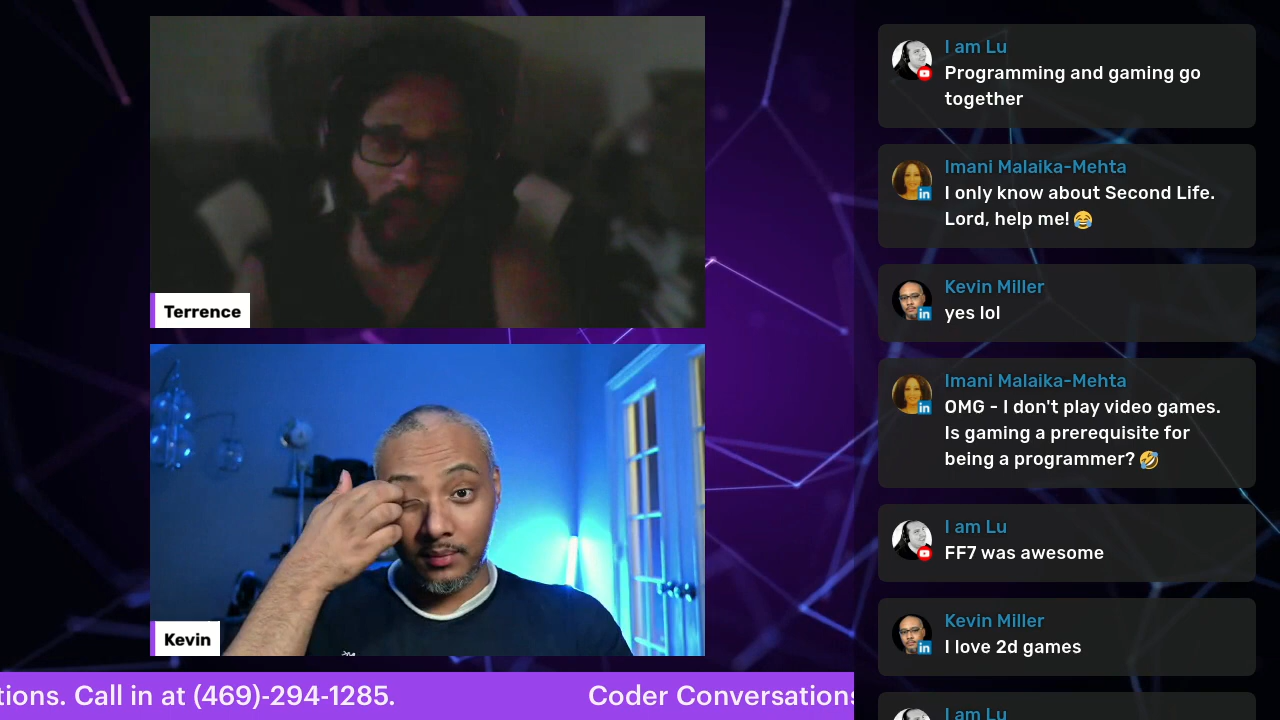 Terrence
Kevin
tions. Call in at (469)-294-1285.
Coder Conversations
I am Lu
Programming and gaming go
together
Imani Malaika-Mehta
I only know about Second Life.
Lord, help me! 😂
Kevin Miller
yes lol
Imani Malaika-Mehta
OMG - I don't play video games.
Is gaming a prerequisite for
being a programmer? 🤣
I am Lu
FF7 was awesome
Kevin Miller
I love 2d games
I am Lu